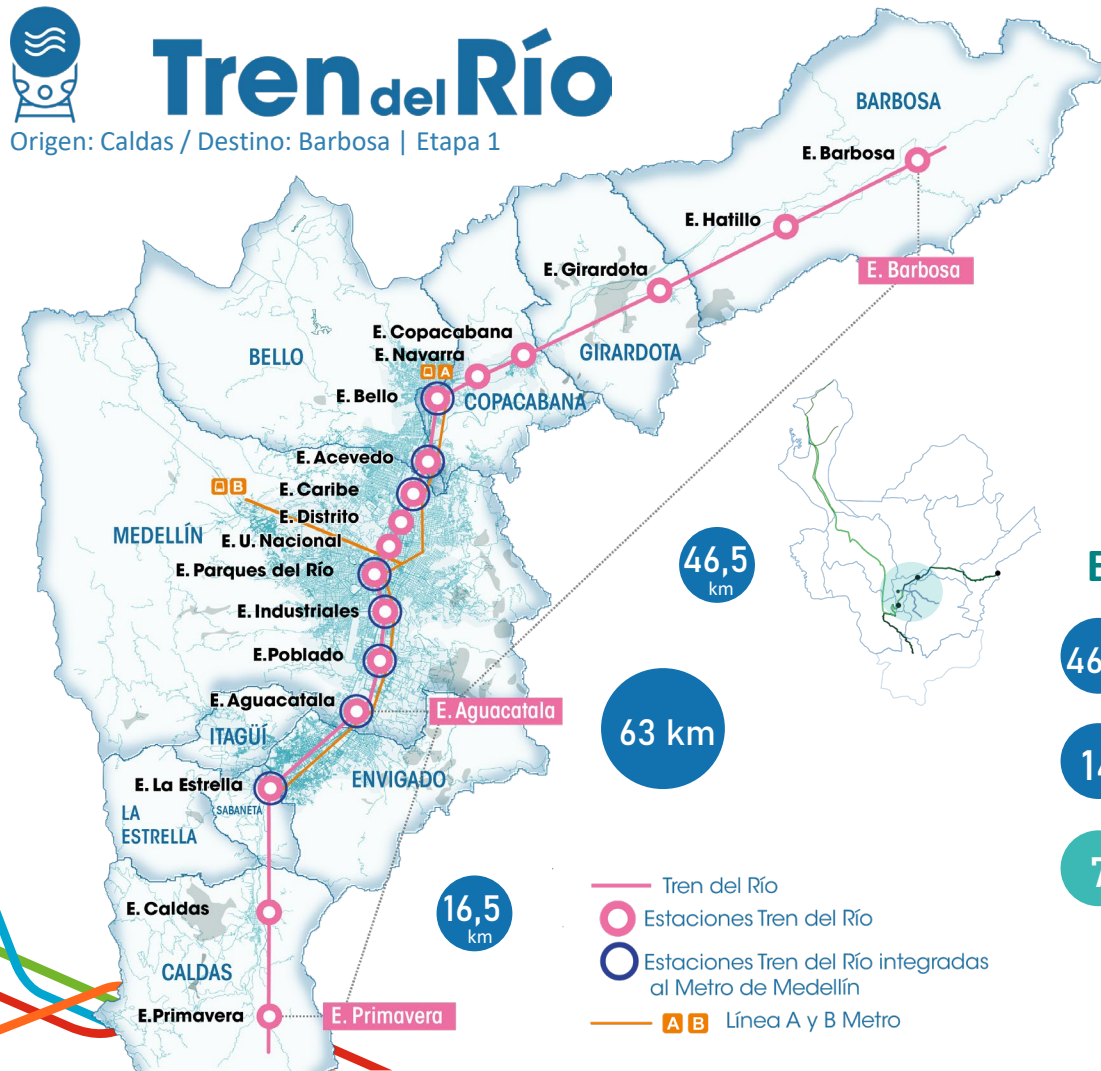 Tren del Río
Origen: Caldas / Destino: Barbosa | Etapa 1
BARBOSA
E. Barbosa
E. Hatillo
E. Barbosa
E. Girardota
GIRARDOTA
E. Copacabana
E. Navarra
BELLO
A
E. Bello
COPACABANA
E. Acevedo
B
E. Caribe
E. Distrito
MEDELLÍN
E. U. Nacional
E. Parques del Río
46,5
km
E. Industriales
E.Poblado
E. Aguacatala
E. Aguacatala
ITAGÜÍ
63 km
ENVIGADO
E. La Estrella
SABANETA
LA
ESTRELLA
E. Caldas
16,5
km
CALDAS
E.Primavera
E. Primavera
Tren del Río
Estaciones Tren del Río
Estaciones Tren del Río integradas
al Metro de Medellín
A B Línea A y B Metro
E
46
1
7